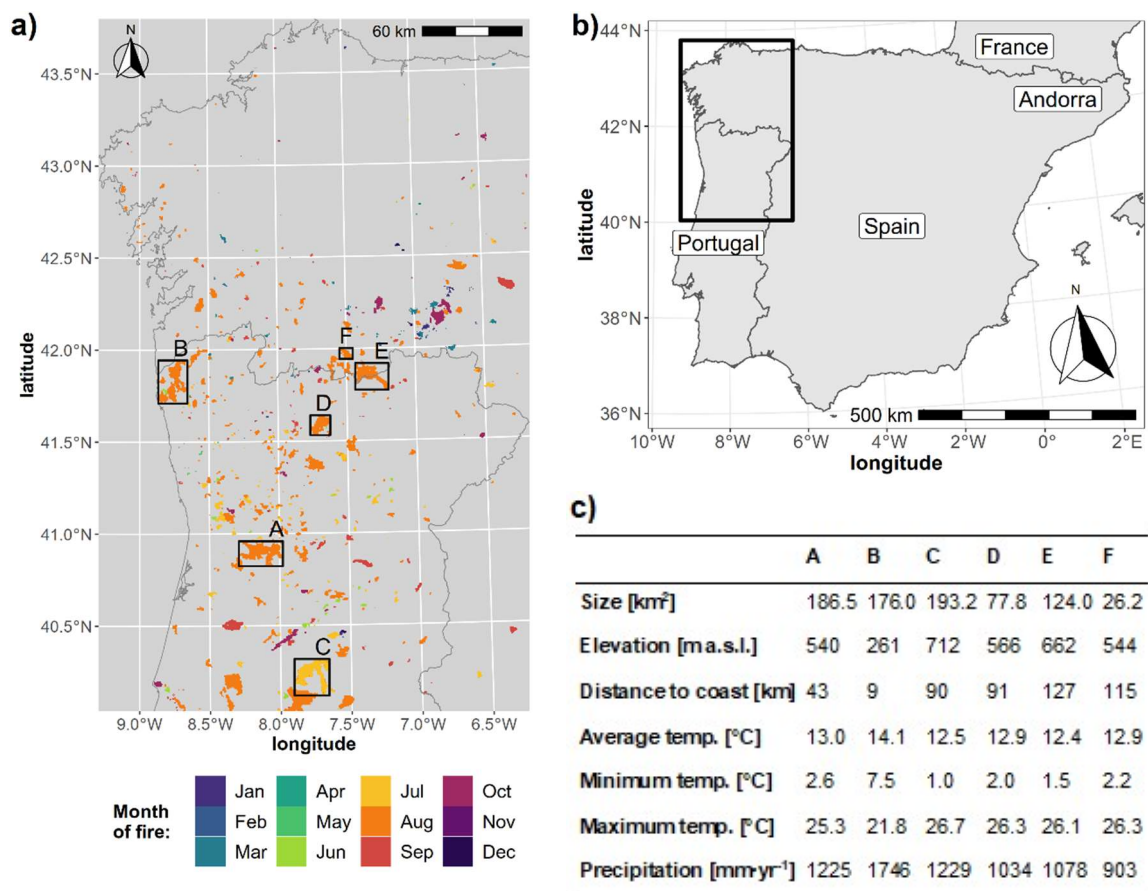 a)
N
60 km
43.5°N
43.0°N
42.5°N
42.0°N
41.5°N
41.0°N
40.5°N
latitude
B
F
E
D
A
C
9.0°W 8.5°W 8.0°W 7.5°W 7.0°W 6.5°W
longitude
Month of fire:
Jan Apr Jul Oct
Feb May Aug Nov
Mar Jun Sep Dec
b)
44°N
42°N
40°N
38°N
36°N
latitude
France
Andorra
Spain
Portugal
N
500 km
10°W 8°W 6°W 4°W 2°W 0° 2°E
longitude
c)
A B C D E F
Size [km²] 186.5 176.0 193.2 77.8 124.0 26.2
Elevation [m a.s.l.] 540 261 712 566 662 544
Distance to coast [km] 43 9 90 91 127 115
Average temp. [°C] 13.0 14.1 12.5 12.9 12.4 12.9
Minimum temp. [°C] 2.6 7.5 1.0 2.0 1.5 2.2
Maximum temp. [°C] 25.3 21.8 26.7 26.3 26.1 26.3
Precipitation [mm·yr⁻¹] 1225 1746 1229 1034 1078 903